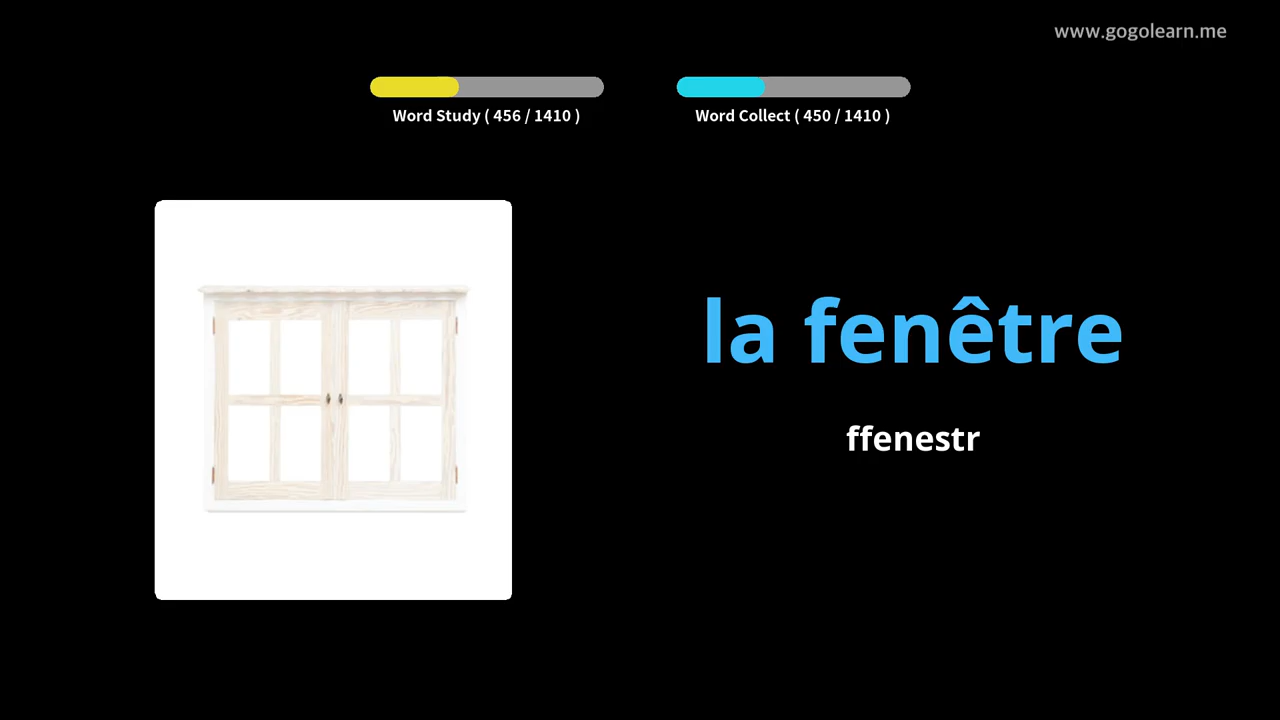 www.gogolearn.me
Word Study ( 456 / 1410 )
Word Collect ( 450 / 1410 )
la fenêtre
ffenestr